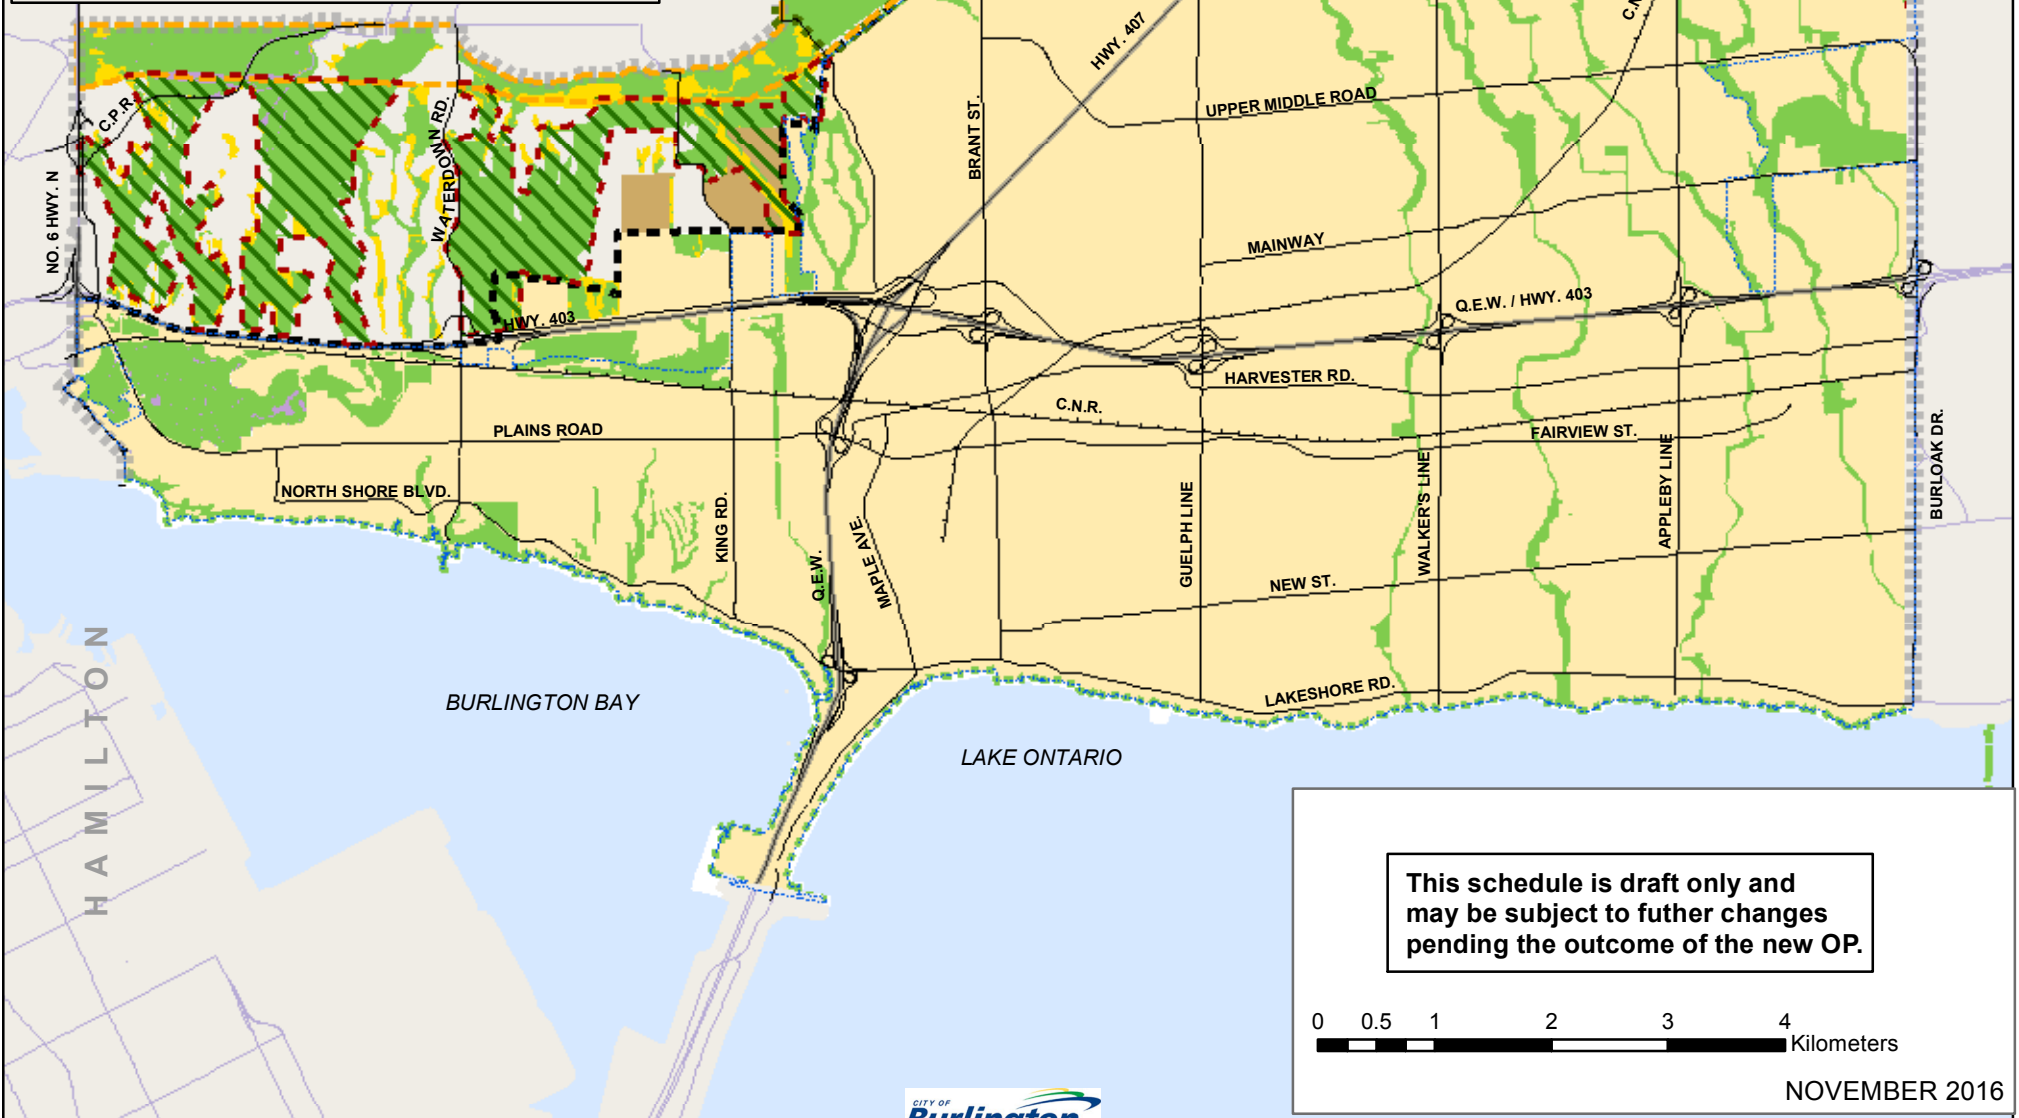 HWY. 407
C.N
UPPER MIDDLE ROAD
C.P.R.
WATERDOWN RD.
BRANT ST.
NO. 6 HWY. N
MAINWAY
Q.E.W. / HWY. 403
HWY. 403
HARVESTER RD.
C.N.R.
PLAINS ROAD
FAIRVIEW ST.
NORTH SHORE BLVD.
KING RD.
Q.E.W.
MAPLE AVE.
GUELPH LINE
WALKER'S LINE
APPLEBY LINE
BURLOAK DR.
NEW ST.
LAKESHORE RD.
HAMILTON
BURLINGTON BAY
LAKE ONTARIO
This schedule is draft only and
may be subject to futher changes
pending the outcome of the new OP.
0 0.5 1 2 3 4
Kilometers
NOVEMBER 2016
CITY OF
Burlington